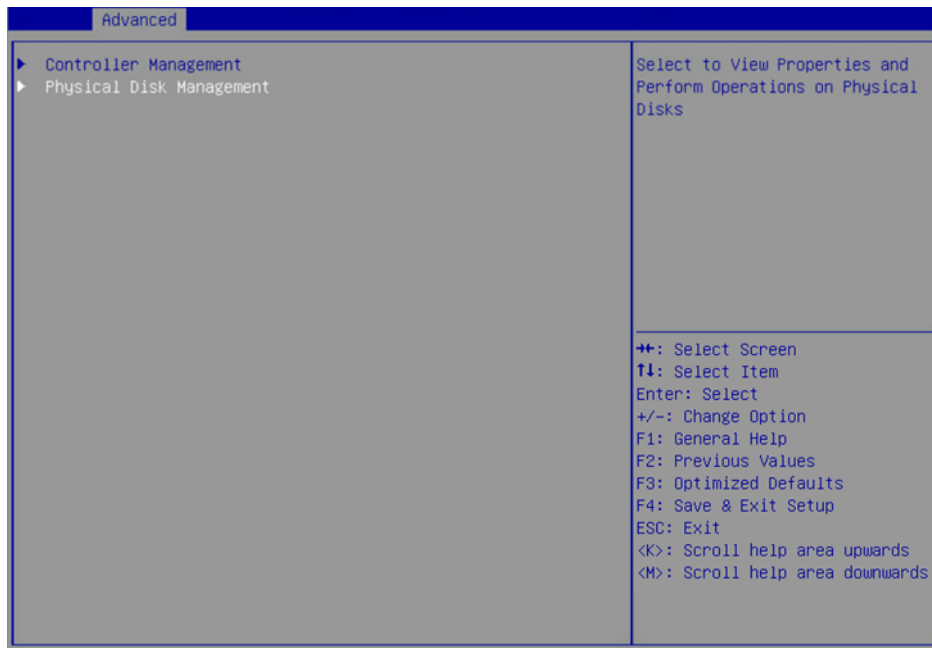 Advanced
Controller Management
Physical Disk Management
Select to View Properties and
Perform Operations on Physical
Disks
→←: Select Screen
↑↓: Select Item
Enter: Select
+/-: Change Option
F1: General Help
F2: Previous Values
F3: Optimized Defaults
F4: Save & Exit Setup
ESC: Exit
<K>: Scroll help area upwards
<M>: Scroll help area downwards